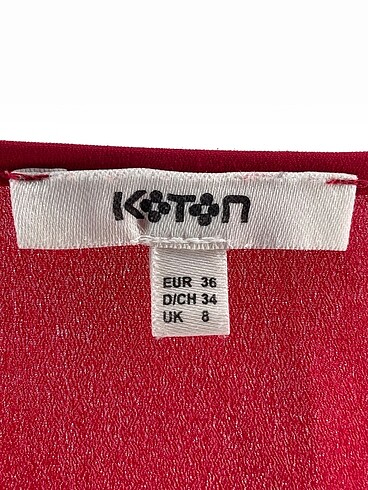 KOTON
EUR 36
D/CH 34
UK 8